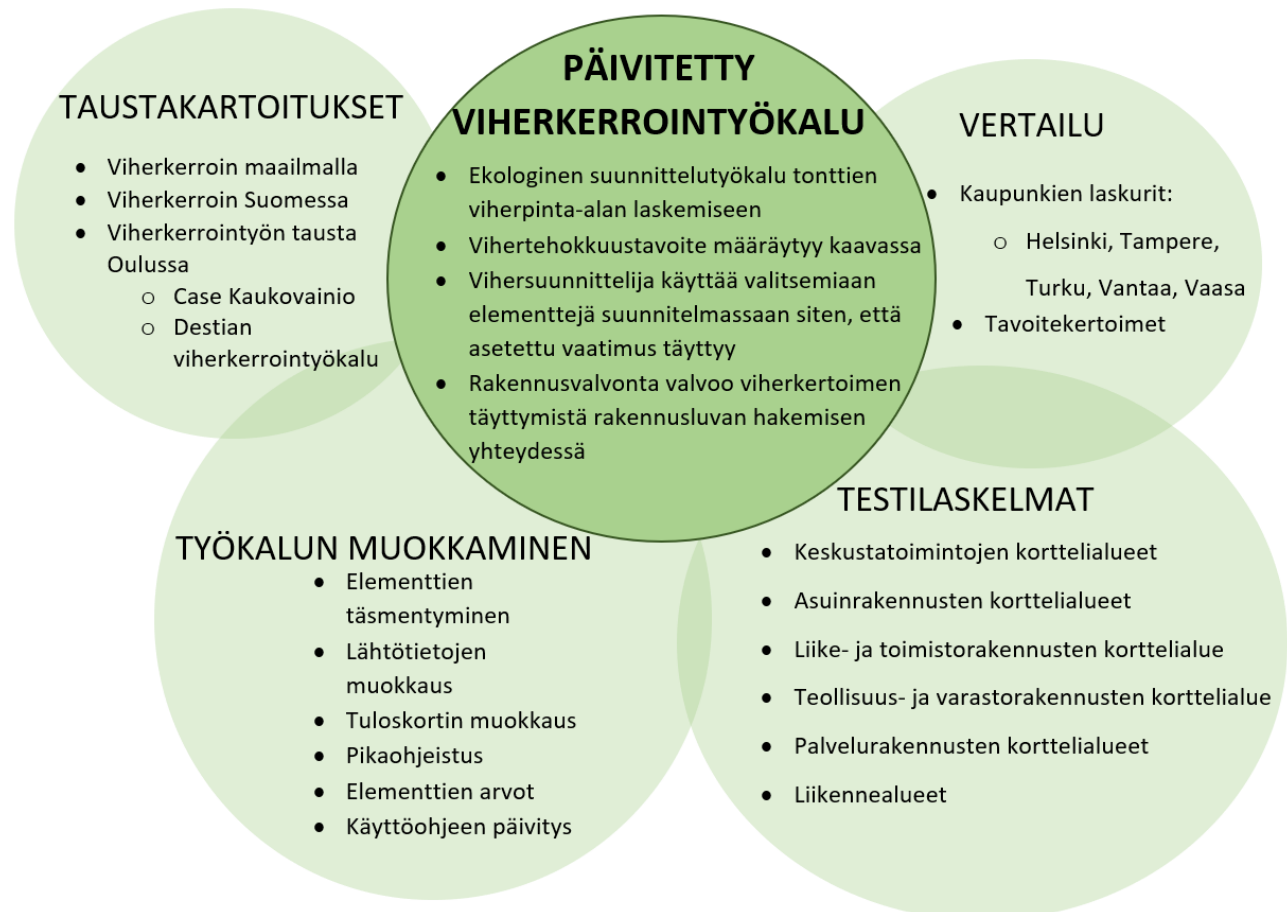 TAUSTAKARTOITUKSET
• Viherkerroin maailmalla
• Viherkerroin Suomessa
• Viherkerrointyön tausta
Oulussa
○ Case Kaukovainio
○ Destian
viherkerrointyökalu
PÄIVITETTY
VIHERKERROINTYÖKALU
• Ekologinen suunnittelutyökalu tonttien
viherpinta-alan laskemiseen
• Vihertehokkuustavoite määräytyy kaavassa
• Vihersuunnittelija käyttää valitsemiaan
elementtejä suunnitelmassaan siten, että
asetettu vaatimus täyttyy
• Rakennusvalvonta valvoo viherkertoimen
täyttymistä rakennusluvan hakemisen
yhteydessä
VERTAILU
• Kaupunkien laskurit:
○ Helsinki, Tampere,
Turku, Vantaa, Vaasa
• Tavoitekertoimet
TYÖKALUN MUOKKAMINEN
• Elementtien
täsmentyminen
• Lähtötietojen
muokkaus
• Tuloskortin muokkaus
• Pikaohjeistus
• Elementtien arvot
• Käyttöohjeen päivitys
TESTILASKELMAT
• Keskustatoimintojen korttelialueet
• Asuinrakennusten korttelialueet
• Liike- ja toimistorakennusten korttelialue
• Teollisuus- ja varastorakennusten korttelialue
• Palvelurakennusten korttelialueet
• Liikennealueet